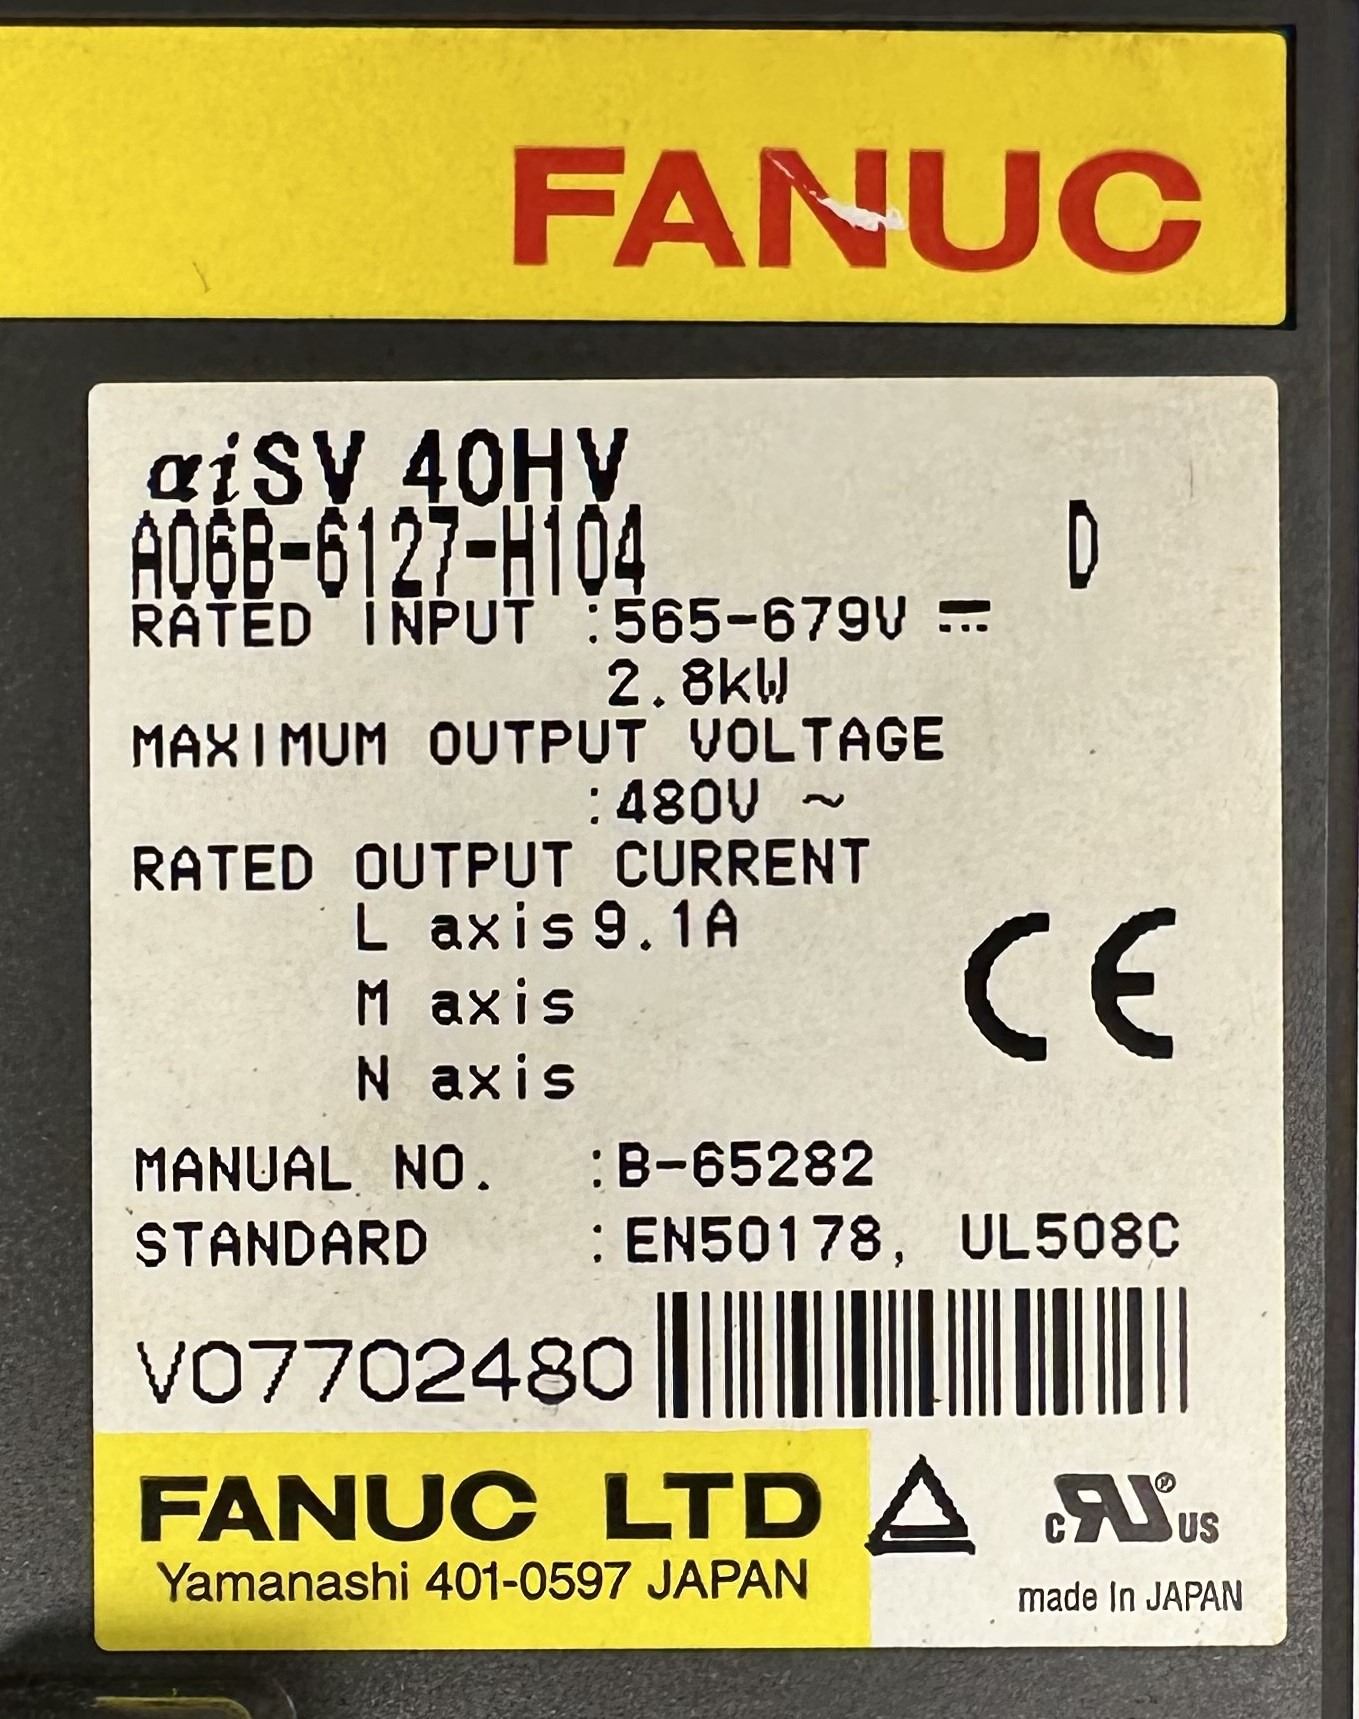 FANUC
αiSV 40HV
A06B-6127-H104 D
RATED INPUT :565-679V ⎓
2.8kW
MAXIMUM OUTPUT VOLTAGE
:480V ~
RATED OUTPUT CURRENT
L axis 9.1A
M axis
N axis
CE
MANUAL NO. :B-65282
STANDARD :EN50178, UL508C
V07702480
FANUC LTD
Yamanashi 401-0597 JAPAN
c RU ® US
made in JAPAN